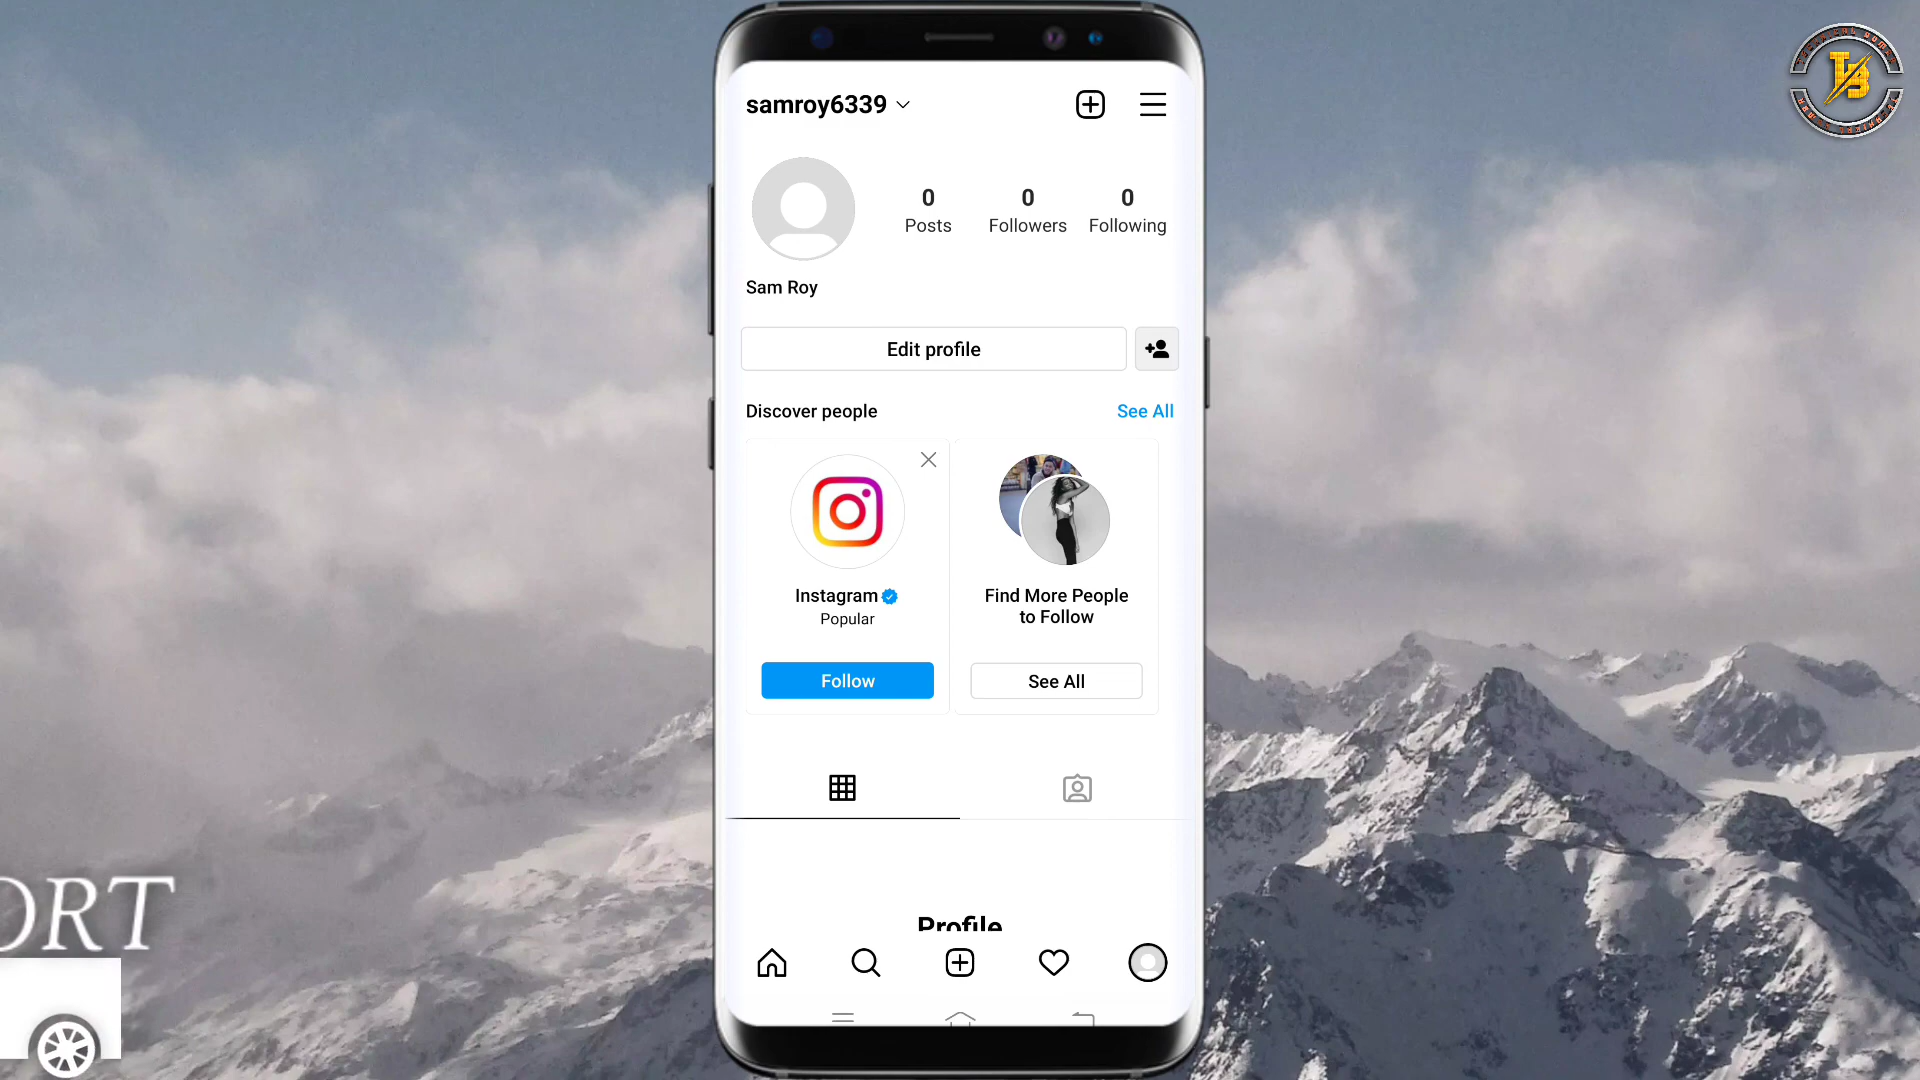 samroy6339
0 0 0
Posts Followers Following
Sam Roy
Edit profile
Discover people See All
Instagram
Popular
Find More People
to Follow
Follow
See All
Profile
ORT